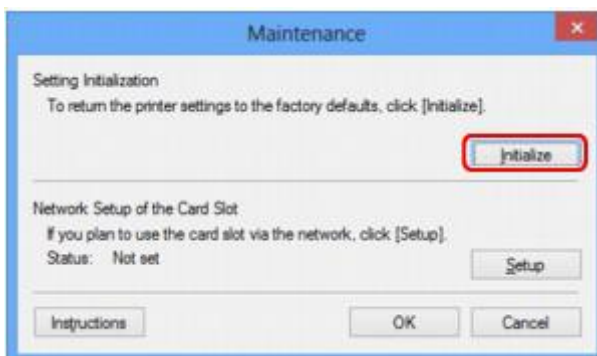 Maintenance
Setting Initialization
To return the printer settings to the factory defaults, click [Initialize].
Initialize
Network Setup of the Card Slot
If you plan to use the card slot via the network, click [Setup].
Status: Not set
Setup
Instructions OK Cancel